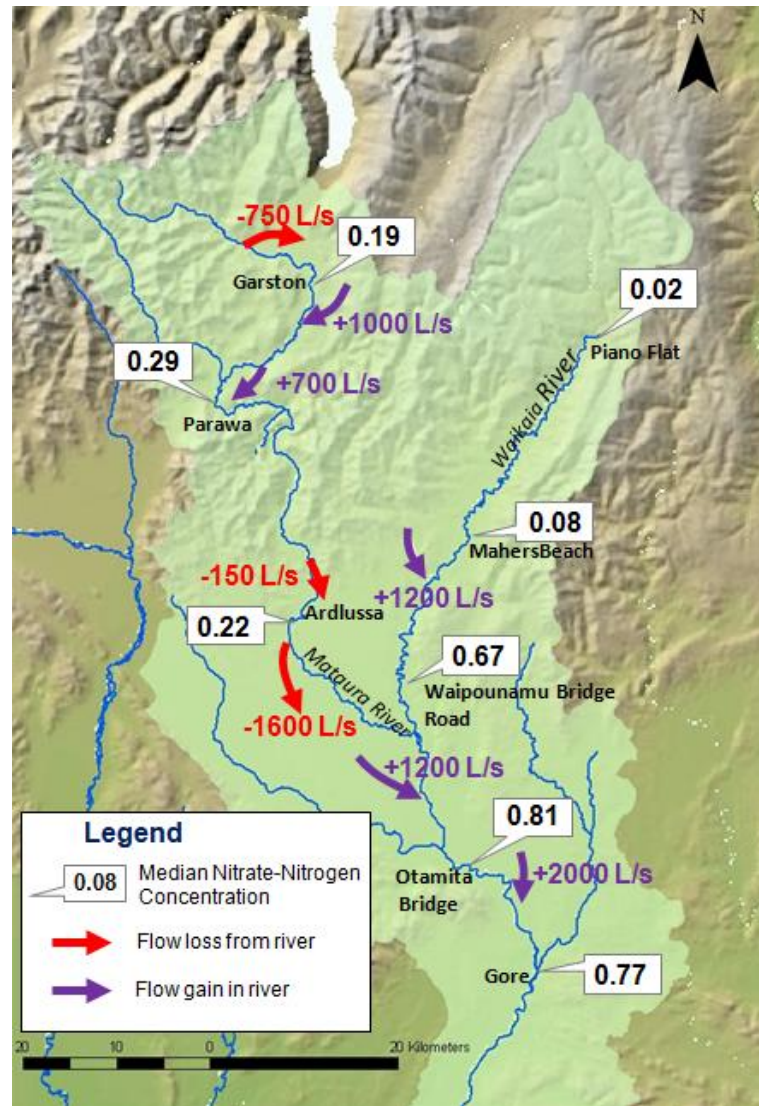 N
-750 L/s
0.19
Garston
+1000 L/s
0.02
Piano Flat
0.29
+700 L/s
Parawa
Waikaia River
0.08
MahersBeach
-150 L/s
+1200 L/s
Ardlussa
0.22
0.67
Waipounamu Bridge
Road
Mataura River
-1600 L/s
+1200 L/s
0.81
Otamita
Bridge
+2000 L/s
Gore
0.77
Legend
0.08
Median Nitrate-Nitrogen
Concentration
Flow loss from river
Flow gain in river
20 10 0 20 Kilometers